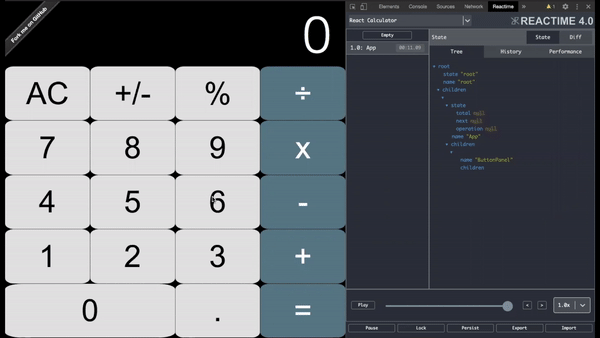 Fork me on GitHub
0
AC +/- % ÷
7 8 9 x
4 5 6 -
1 2 3 +
0 . =
Elements Console Sources Network Reactime » 1
React Calculator
REACTIME 4.0
Empty
1.0: App 00:11.09
State State Diff
Tree History Performance
root
state "root"
name "root"
children
state
total null
next null
operation null
name "App"
children
name "ButtonPanel"
children
Play < > 1.0x
Pause Lock Persist Export Import